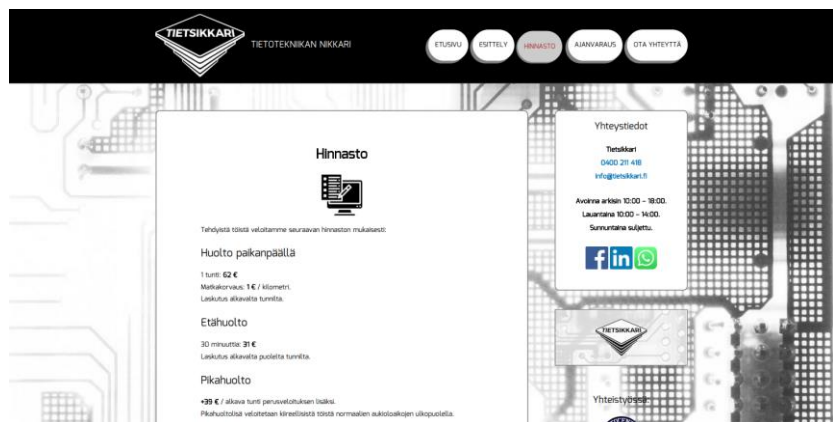 TIETSIKKARI
TIETOTEKNIIKAN NIKKARI
ETUSIVU
ESITTELY
HINNASTO
AJANVARAUS
OTA YHTEYTTÄ
Hinnasto
Tehdyistä töistä veloitamme seuraavan hinnaston mukaisesti:
Huolto paikanpäällä
1 tunti: 62 €
Matkakorvaus: 1 € / kilometri.
Laskutus alkavalta tunnilta.
Etähuolto
30 minuuttia: 31 €
Laskutus alkavalta puolelta tunnilta.
Pikahuolto
+39 € / alkava tunti perusveloituksen lisäksi.
Pikahuoltolisä veloitetaan kiireellisistä töistä normaalien aukioloaikojen ulkopuolella.
Yhteystiedot
Tietsikkari
0400 211 418
info@tietsikkari.fi
Avoinna arkisin 10:00 – 18:00.
Lauantaina 10:00 – 14:00.
Sunnuntaina suljettu.
TIETSIKKARI
Yhteistyössä: